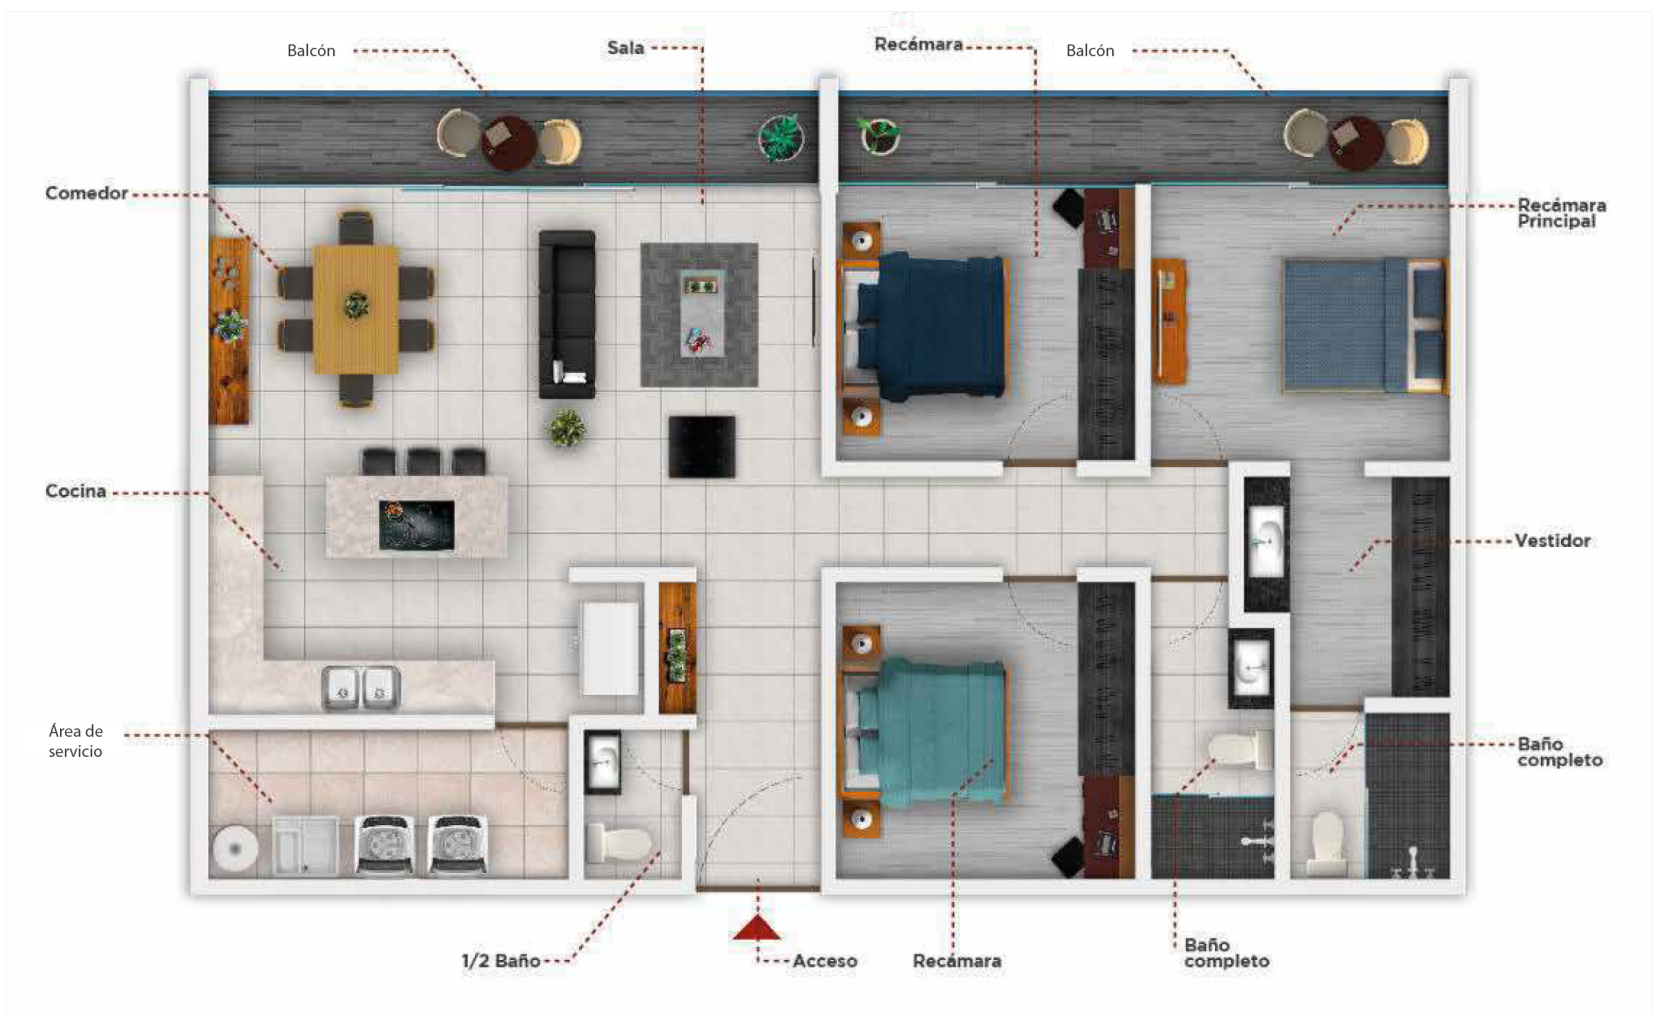 Balcón
Sala
Recámara
Balcón
Comedor
Recámara
Principal
Cocina
Vestidor
Área de
servicio
Baño
completo
1/2 Baño
Acceso
Recámara
Baño
completo